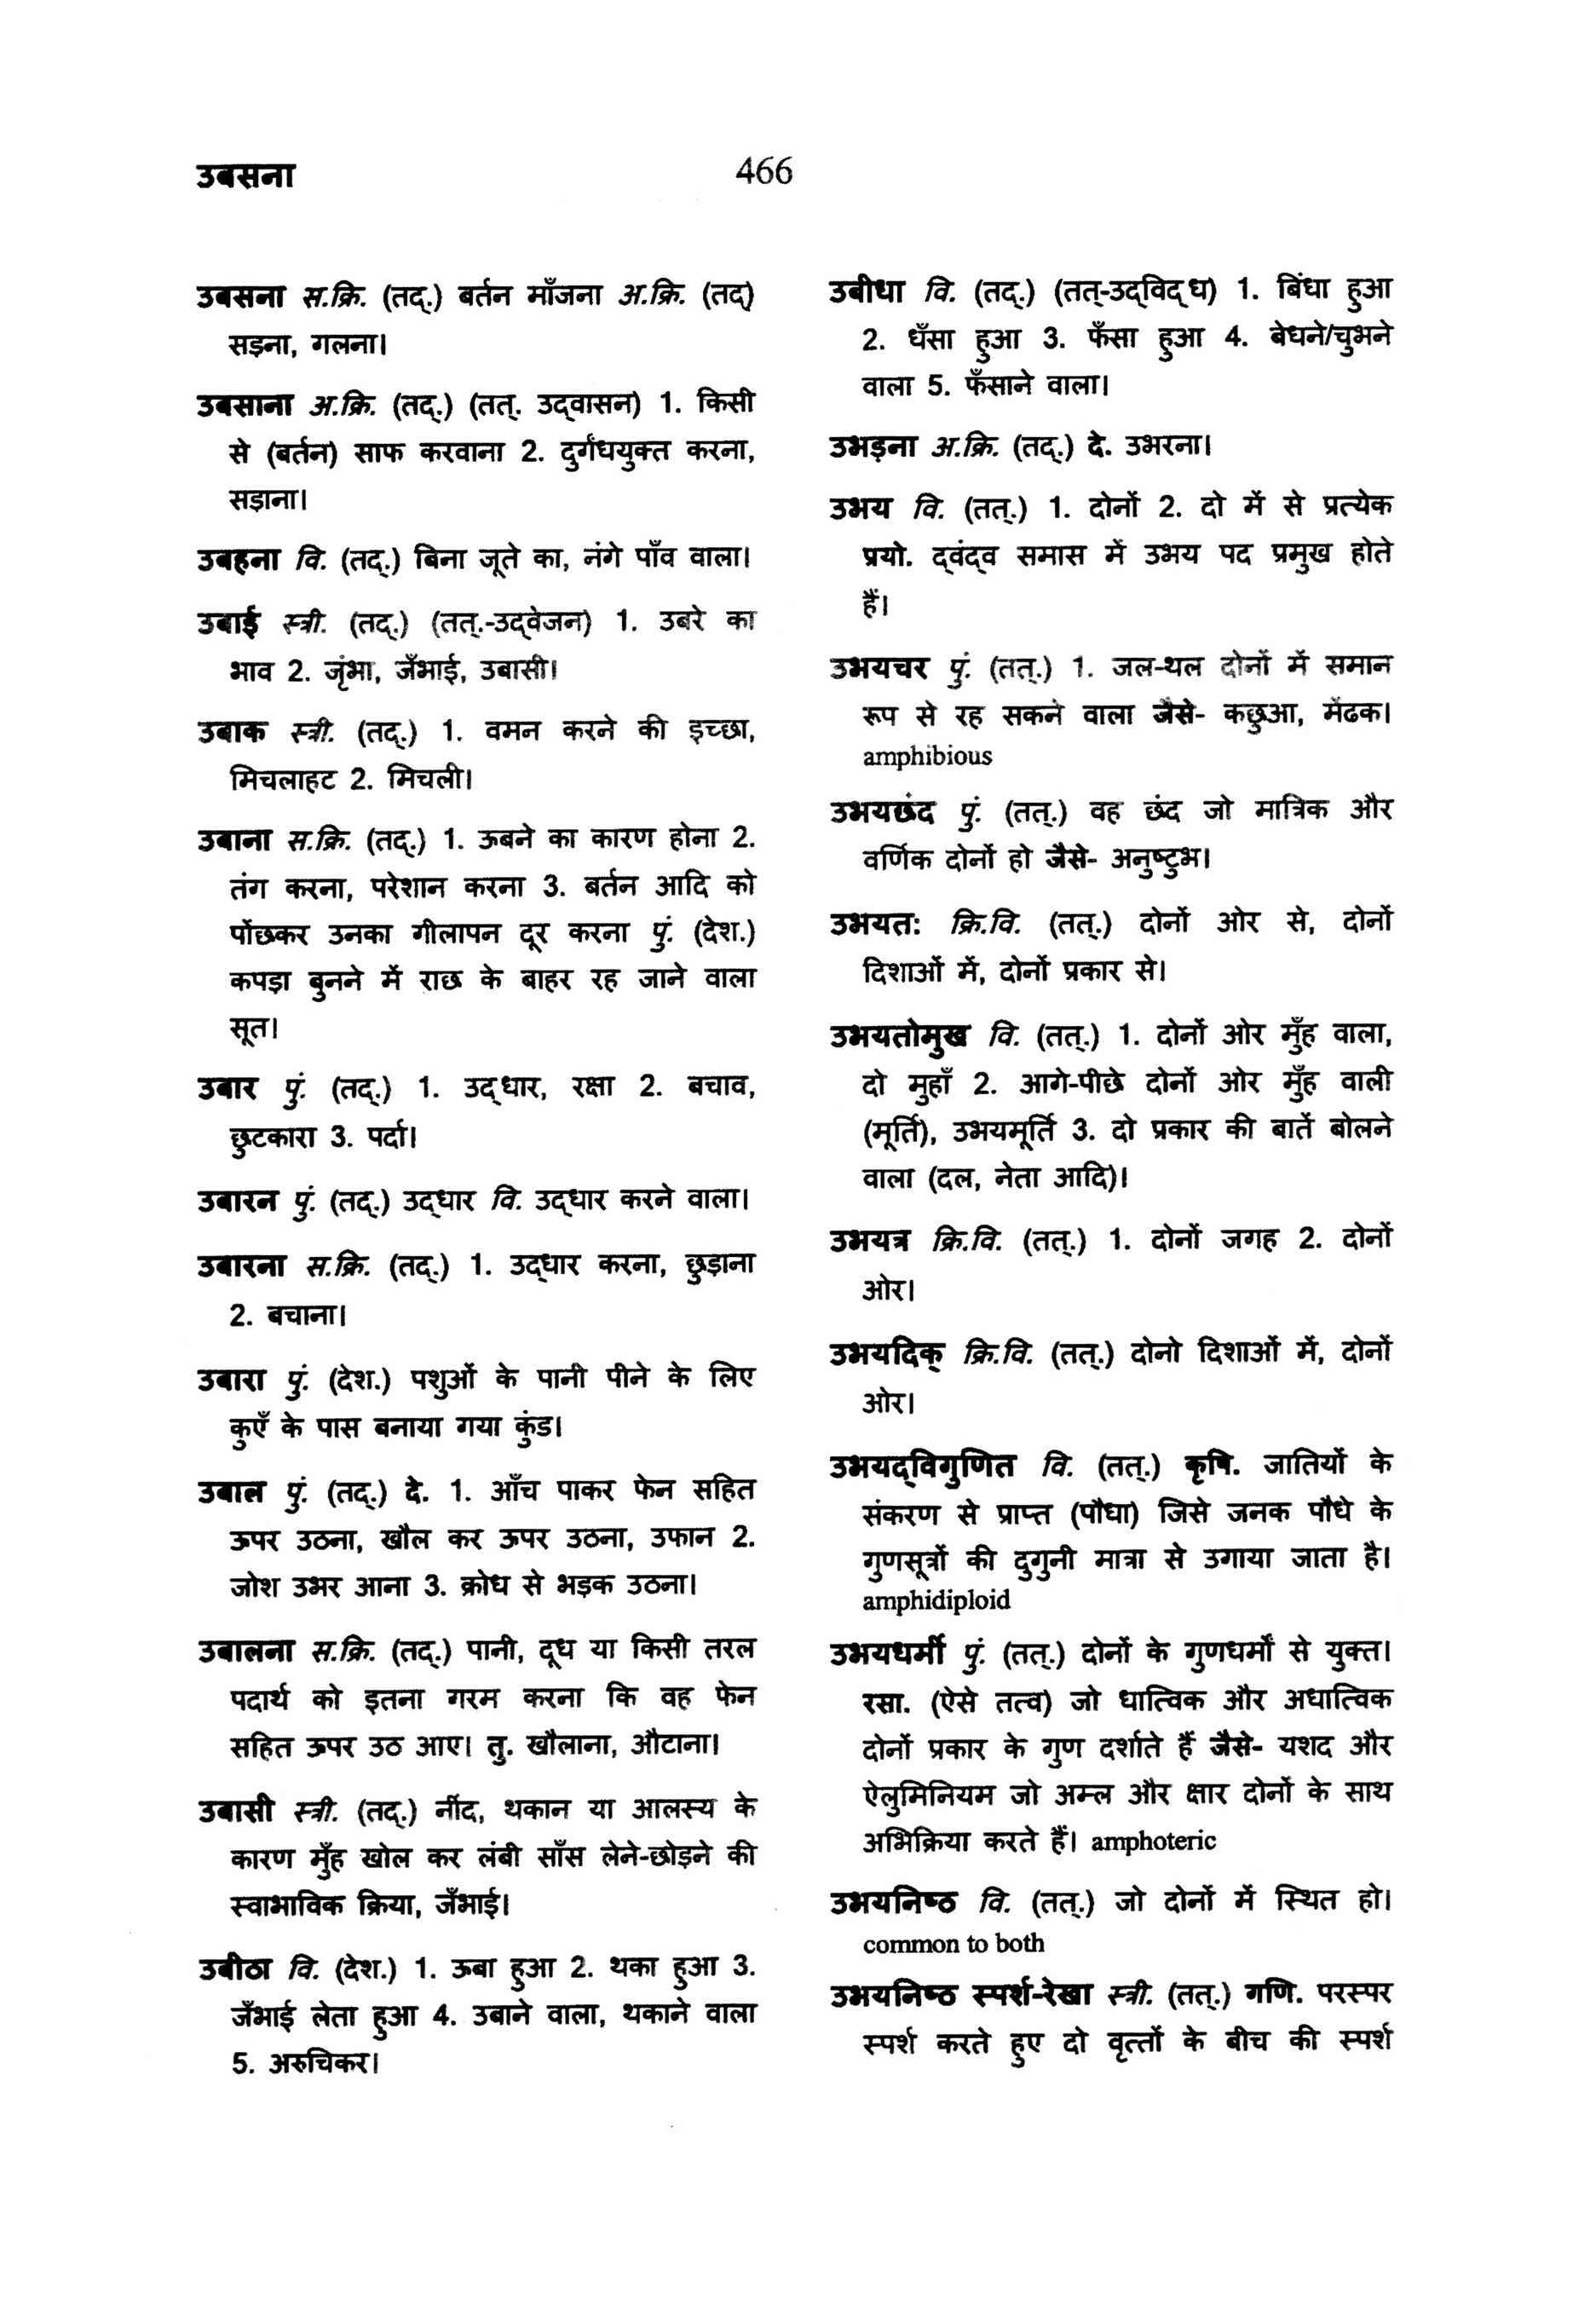 उबसना
466
उबसना स.क्रि. (तद्.) बर्तन माँजना अ.क्रि. (तद्)
सड़ना, गलना।
उबसाना अ.क्रि. (तद्.) (तत्. उद्वासन) 1. किसी
से (बर्तन) साफ करवाना 2. दुर्गंधयुक्त करना,
सड़ाना।
उबहना वि. (तद्.) बिना जूते का, नंगे पाँव वाला।
उबाई स्त्री. (तद्.) (तत्.-उद्वेजन) 1. उबरे का
भाव 2. जृंभा, जँभाई, उबासी।
उबाक स्त्री. (तद्.) 1. वमन करने की इच्छा,
मिचलाहट 2. मिचली।
उबाना स.क्रि. (तद्.) 1. ऊबने का कारण होना 2.
तंग करना, परेशान करना 3. बर्तन आदि को
पोंछकर उनका गीलापन दूर करना पुं. (देश.)
कपड़ा बुनने में राछ के बाहर रह जाने वाला
सूत।
उबार पुं. (तद्.) 1. उद्धार, रक्षा 2. बचाव,
छुटकारा 3. पर्दा।
उबारन पुं. (तद्.) उद्धार वि. उद्धार करने वाला।
उबारना स.क्रि. (तद्.) 1. उद्धार करना, छुड़ाना
2. बचाना।
उबारा पुं. (देश.) पशुओं के पानी पीने के लिए
कुएँ के पास बनाया गया कुंड।
उबाल पुं. (तद्.) दे. 1. आँच पाकर फेन सहित
ऊपर उठना, खौल कर ऊपर उठना, उफान 2.
जोश उभर आना 3. क्रोध से भड़क उठना।
उबालना स.क्रि. (तद्.) पानी, दूध या किसी तरल
पदार्थ को इतना गरम करना कि वह फेन
सहित ऊपर उठ आए। तु. खौलाना, औटाना।
उबासी स्त्री. (तद्.) नींद, थकान या आलस्य के
कारण मुँह खोल कर लंबी साँस लेने-छोड़ने की
स्वाभाविक क्रिया, जँभाई।
उबीठा वि. (देश.) 1. ऊबा हुआ 2. थका हुआ 3.
जँभाई लेता हुआ 4. उबाने वाला, थकाने वाला
5. अरुचिकर।
उबीधा वि. (तद्.) (तत्-उद्विद्ध) 1. बिंधा हुआ
2. धँसा हुआ 3. फँसा हुआ 4. बेधने/चुभने
वाला 5. फँसाने वाला।
उभड़ना अ.क्रि. (तद्.) दे. उभरना।
उभय वि. (तत्.) 1. दोनों 2. दो में से प्रत्येक
प्रयो. द्वंद्व समास में उभय पद प्रमुख होते
हैं।
उभयचर पुं. (तत्.) 1. जल-थल दोनों में समान
रूप से रह सकने वाला जैसे- कछुआ, मेंढक।
amphibious
उभयछंद पुं. (तत्.) वह छंद जो मात्रिक और
वर्णिक दोनों हो जैसे- अनुष्टुभ।
उभयत: क्रि.वि. (तत्.) दोनों ओर से, दोनों
दिशाओं में, दोनों प्रकार से।
उभयतोमुख वि. (तत्.) 1. दोनों ओर मुँह वाला,
दो मुहाँ 2. आगे-पीछे दोनों ओर मुँह वाली
(मूर्ति), उभयमूर्ति 3. दो प्रकार की बातें बोलने
वाला (दल, नेता आदि)।
उभयत्र क्रि.वि. (तत्.) 1. दोनों जगह 2. दोनों
ओर।
उभयदिक् क्रि.वि. (तत्.) दोनो दिशाओं में, दोनों
ओर।
उभयद्विगुणित वि. (तत्.) कृषि. जातियों के
संकरण से प्राप्त (पौधा) जिसे जनक पौधे के
गुणसूत्रों की दुगुनी मात्रा से उगाया जाता है।
amphidiploid
उभयधर्मी पुं. (तत्.) दोनों के गुणधर्मों से युक्त।
रसा. (ऐसे तत्व) जो धात्विक और अधात्विक
दोनों प्रकार के गुण दर्शाते हैं जैसे- यशद और
ऐलुमिनियम जो अम्ल और क्षार दोनों के साथ
अभिक्रिया करते हैं। amphoteric
उभयनिष्ठ वि. (तत्.) जो दोनों में स्थित हो।
common to both
उभयनिष्ठ स्पर्श-रेखा स्त्री. (तत्.) गणि. परस्पर
स्पर्श करते हुए दो वृत्तों के बीच की स्पर्श